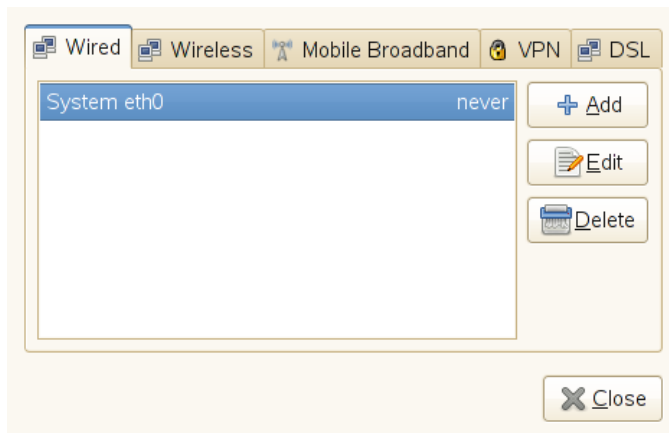 Wired Wireless Mobile Broadband VPN DSL
System eth0 never
Add
Edit
Delete
Close